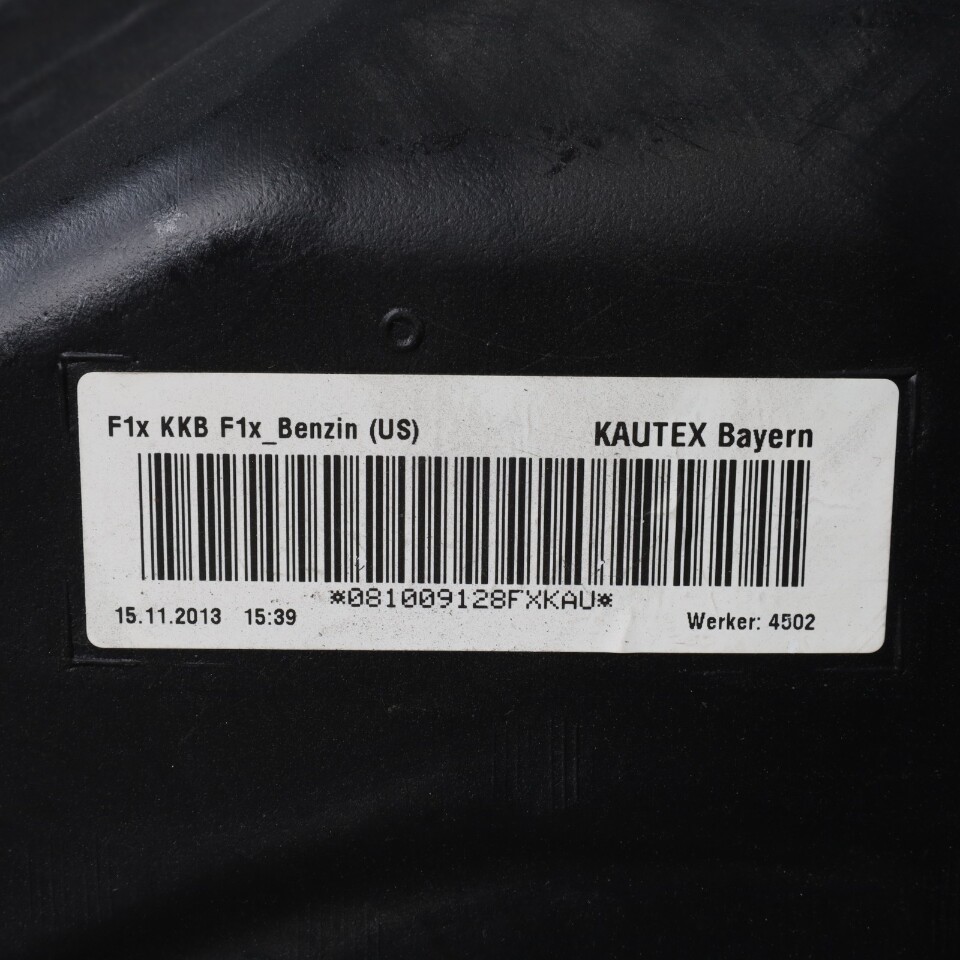 F1x KKB F1x_Benzin (US) KAUTEX Bayern
*081009128FXKAU*
15.11.2013 15:39 Werker: 4502